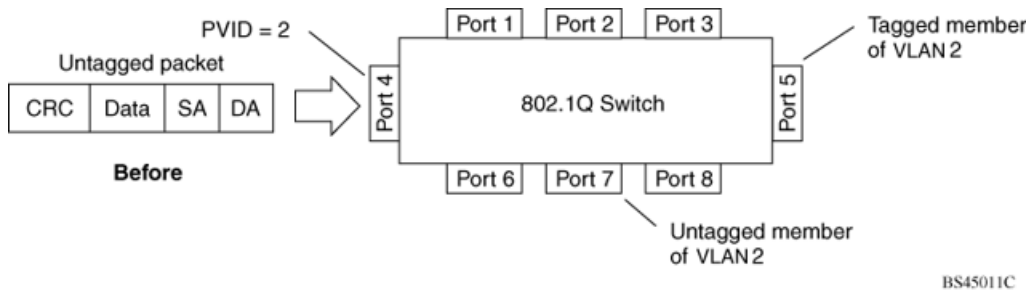 PVID = 2
Port 1
Port 2
Port 3
Tagged member
of VLAN 2
Untagged packet
CRC
Data
SA
DA
Port 4
802.1Q Switch
Port 5
Before
Port 6
Port 7
Port 8
Untagged member
of VLAN 2
BS45011C